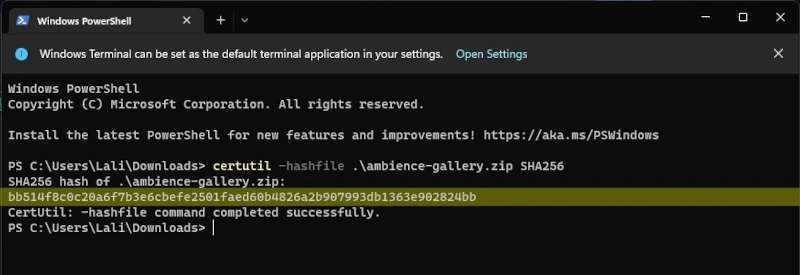 Windows PowerShell
Windows Terminal can be set as the default terminal application in your settings. Open Settings
Windows PowerShell
Copyright (C) Microsoft Corporation. All rights reserved.
Install the latest PowerShell for new features and improvements! https://aka.ms/PSWindows
PS C:\Users\Lali\Downloads> certutil -hashfile .\ambience-gallery.zip SHA256
SHA256 hash of .\ambience-gallery.zip:
bb514f8c0c20a6f7b3e6cbefe2501faed60b4826a2b907993db1363e902824bb
CertUtil: -hashfile command completed successfully.
PS C:\Users\Lali\Downloads>